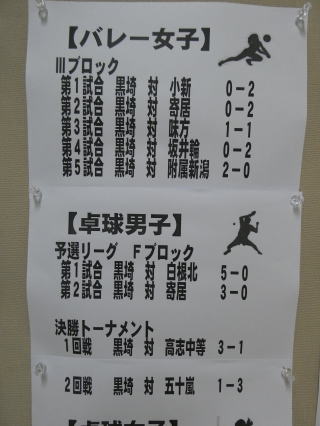 【バレー女子】
Ⅲブロック
第1試合 黒埼 対 小新 0-2
第2試合 黒埼 対 寄居 0-2
第3試合 黒埼 対 味方 1-1
第4試合 黒埼 対 坂井輪 0-2
第5試合 黒埼 対 附属新潟 2-0
【卓球男子】
予選リーグ Fブロック
第1試合 黒埼 対 白根北 5-0
第2試合 黒埼 対 寄居 3-0
決勝トーナメント
1回戦 黒埼 対 高志中等 3-1
2回戦 黒埼 対 五十嵐 1-3
【卓球女子】